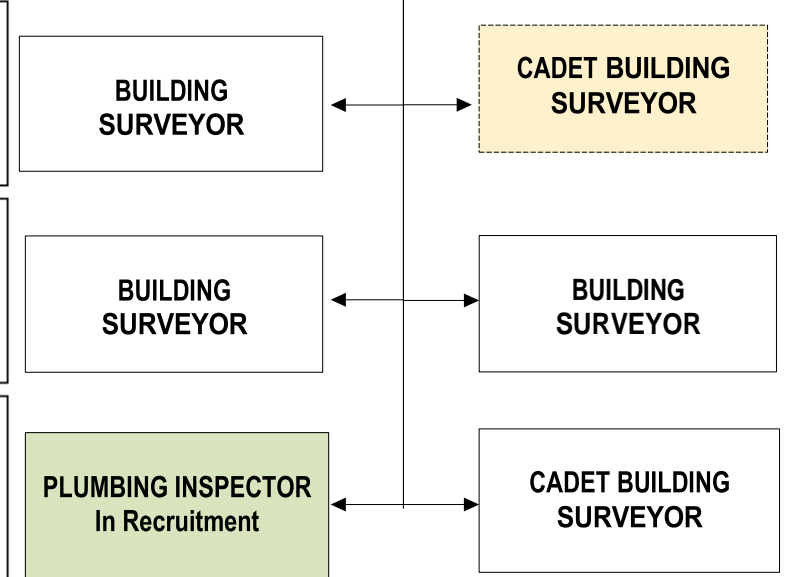 BUILDING
SURVEYOR
CADET BUILDING
SURVEYOR
BUILDING
SURVEYOR
BUILDING
SURVEYOR
PLUMBING INSPECTOR
In Recruitment
CADET BUILDING
SURVEYOR